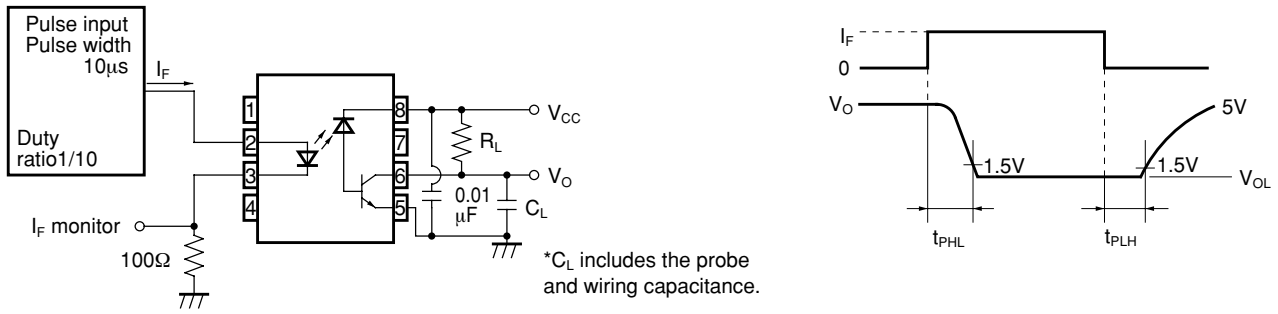 Pulse input
Pulse width
10μs
Duty
ratio1/10
I_F
1
2
3
4
8
7
6
5
V_CC
R_L
V_O
0.01
μF
C_L
I_F monitor
100Ω
*C_L includes the probe
and wiring capacitance.
I_F
0
V_O
5V
1.5V
1.5V
V_OL
t_PHL
t_PLH